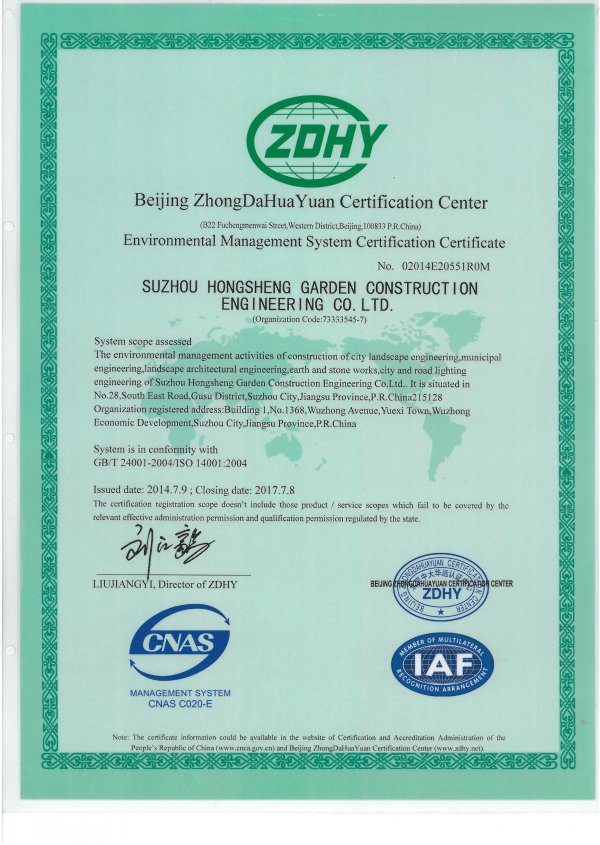 ZDHY
Beijing ZhongDaHuaYuan Certification Center
(B22 Fuchengmenwai Street,Western District,Beijing,100833 P.R.China)
Environmental Management System Certification Certificate
No. 02014E20551R0M
SUZHOU HONGSHENG GARDEN CONSTRUCTION
ENGINEERING CO.LTD.
(Organization Code:73333545-7)
System scope assessed
The environmental management activities of construction of city landscape engineering,municipal
engineering,landscape architectural engineering,earth and stone works,city and road lighting
engineering of Suzhou Hongsheng Garden Construction Engineering Co.Ltd.. It is situated in
No.28,South East Road,Gusu District,Suzhou City,Jiangsu Province,P.R.China215128
Organization registered address:Building 1,No.1368,Wuzhong Avenue,Yuexi Town,Wuzhong
Economic Development,Suzhou City,Jiangsu Province,P.R.China
System is in conformity with
GB/T 24001-2004/ISO 14001:2004
Issued date: 2014.7.9 ; Closing date: 2017.7.8
The certification registration scope doesn't include those product / service scopes which fail to be covered by the
relevant effective administration permission and qualification permission regulated by the state.
LIUJIANGYI, Director of ZDHY
BEIJING ZHONGDAHUAYUAN CERTIFICATION CENTER
ZDHY
BEIJING ZHONGDAHUAYUAN CERTIFICATION CENTER
CNAS
MANAGEMENT SYSTEM
CNAS C020-E
MEMBER OF MULTILATERAL
IAF
RECOGNITION ARRANGEMENT
Note: The certificate information could be available in the website of Certification and Accreditation Administration of the
People's Republic of China (www.cnca.gov.cn) and Beijing ZhongDaHuaYuan Certification Center (www.zdhy.net).